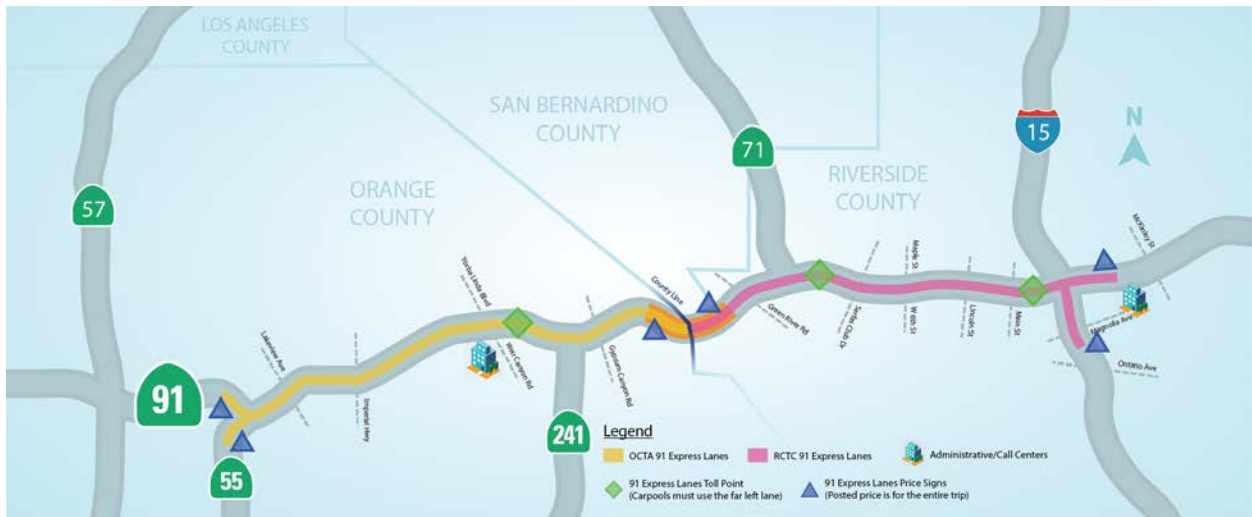 LOS ANGELES
COUNTY
SAN BERNARDINO
COUNTY
71
15
N
RIVERSIDE
COUNTY
ORANGE
COUNTY
57
McKinley St
Maple St
Yorba Linda Blvd
County Line
Green River Rd
Serfas Club Dr
W 6th St
Lincoln St
Main St
Magnolia Ave
Ontario Ave
Lakeview Ave
Weir Canyon Rd
Gypsum Canyon Rd
Imperial Hwy
91
241
55
Legend
OCTA 91 Express Lanes
RCTC 91 Express Lanes
Administrative/Call Centers
91 Express Lanes Toll Point
(Carpools must use the far left lane)
91 Express Lanes Price Signs
(Posted price is for the entire trip)